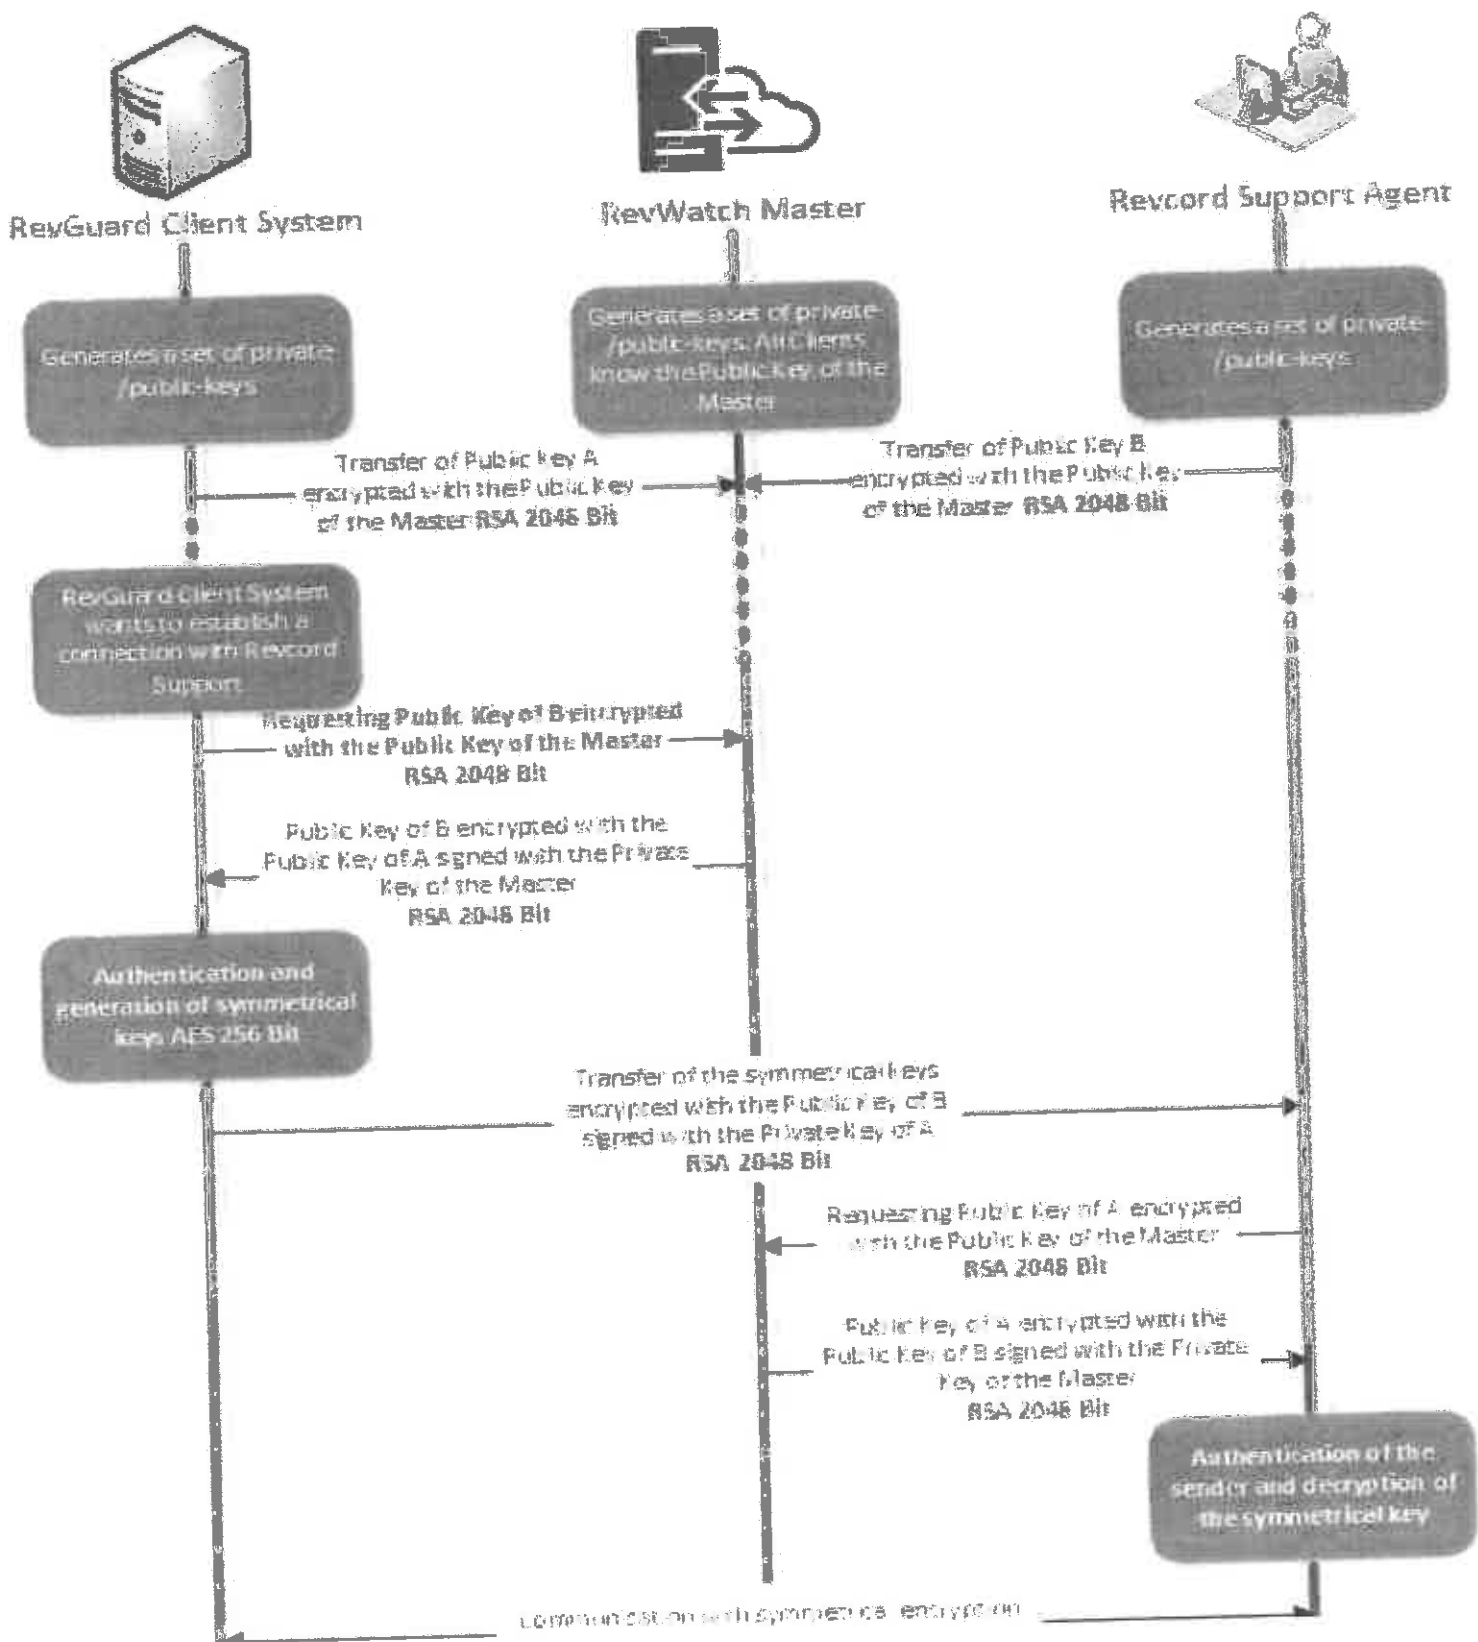 RevGuard Client System
RevWatch Master
Revcord Support Agent
Generates a set of private-
/public-keys
Generates a set of private-
/public-keys. All Clients
know the Public Key of the
Master
Generates a set of private-
/public-keys
Transfer of Public Key A
encrypted with the Public Key
of the Master RSA 2048 Bit
Transfer of Public Key B
encrypted with the Public Key
of the Master RSA 2048 Bit
RevGuard Client System
wants to establish a
connection with Revcord
Support
Requesting Public Key of B encrypted
with the Public Key of the Master
RSA 2048 Bit
Public Key of B encrypted with the
Public Key of A signed with the Private
Key of the Master
RSA 2048 Bit
Authentication and
generation of symmetrical
keys AES 256 Bit
Transfer of the symmetrical keys
encrypted with the Public Key of B
signed with the Private Key of A
RSA 2048 Bit
Requesting Public Key of A encrypted
with the Public Key of the Master
RSA 2048 Bit
Public Key of A encrypted with the
Public Key of B signed with the Private
Key of the Master
RSA 2048 Bit
Authentication of the
sender and decryption of
the symmetrical key
Communication with symmetrical encryption